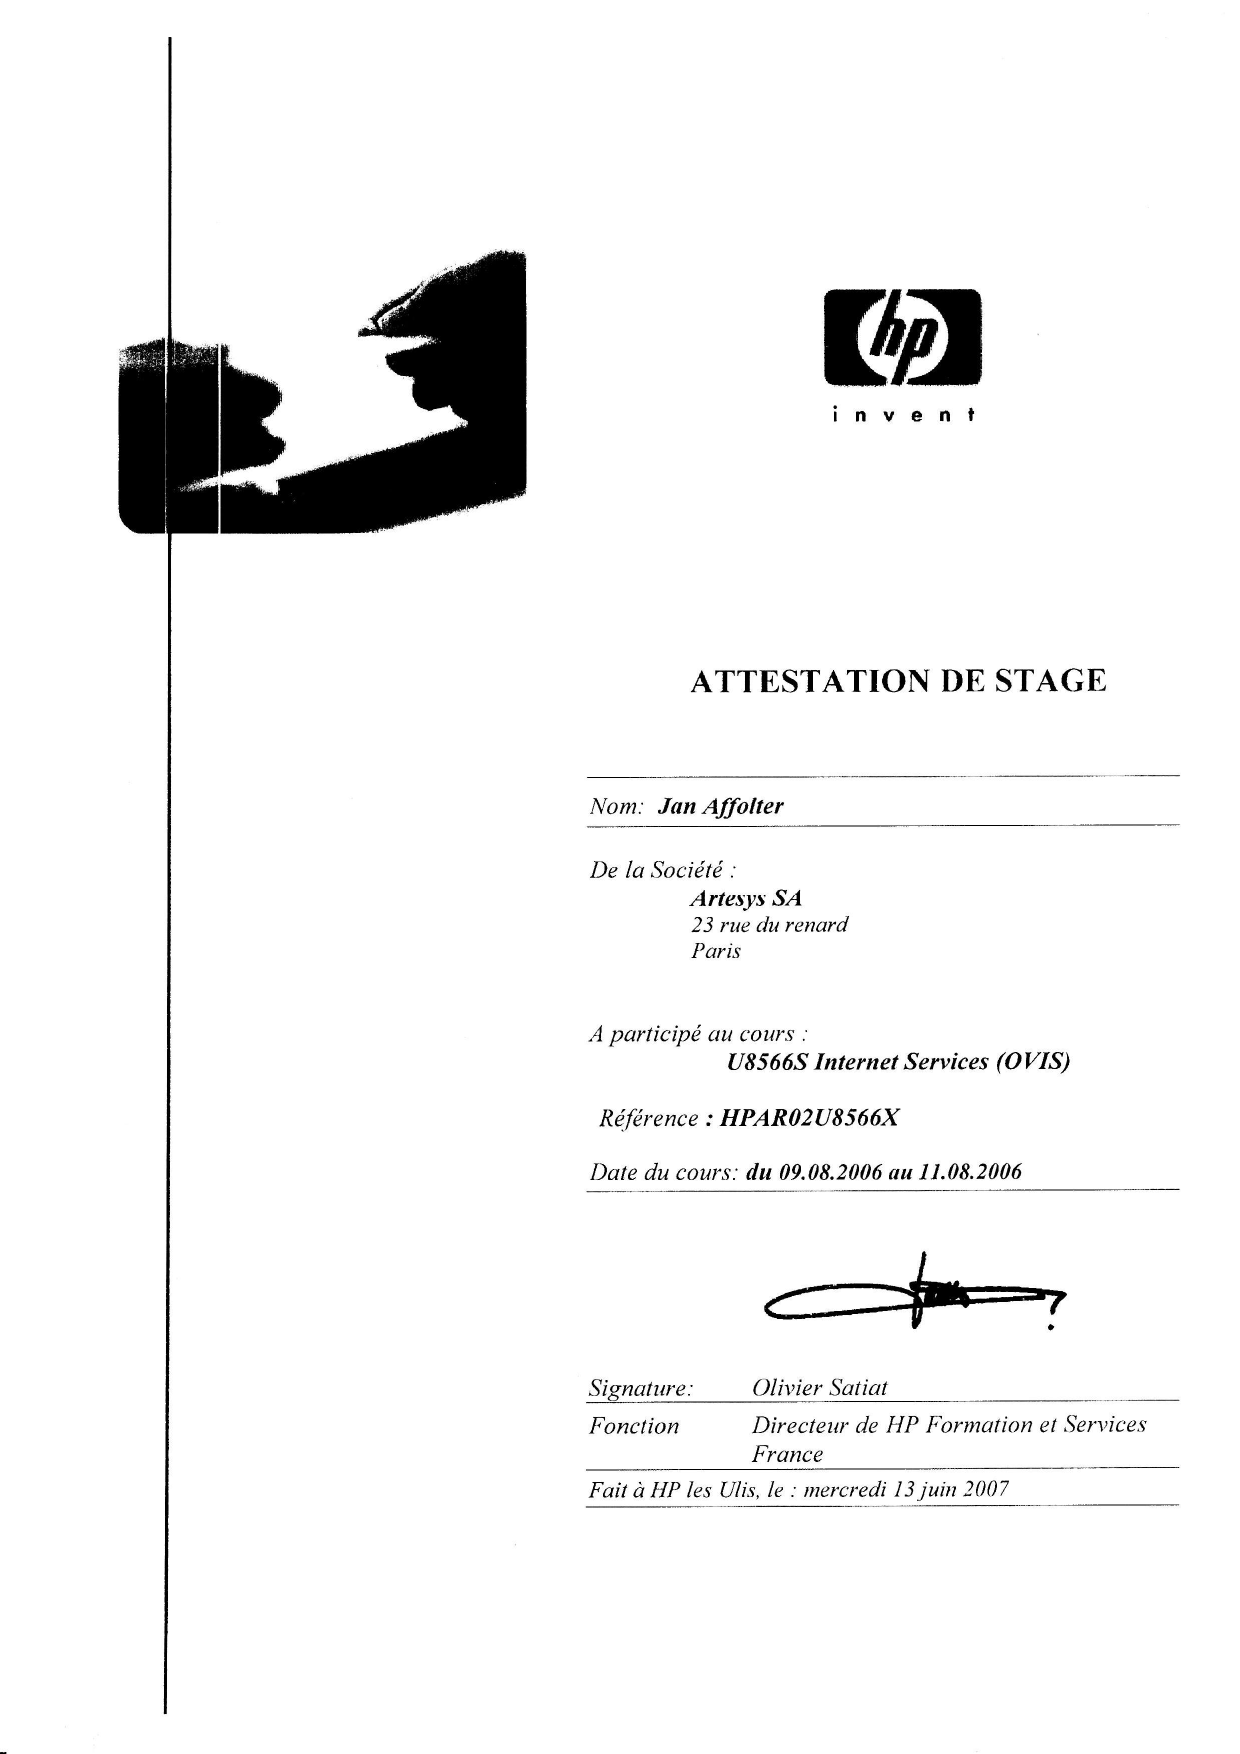 hp
invent
ATTESTATION DE STAGE
Nom: Jan Affolter
De la Société :
Artesys SA
23 rue du renard
Paris
A participé au cours :
U8566S Internet Services (OVIS)
Référence : HPAR02U8566X
Date du cours: du 09.08.2006 au 11.08.2006
Signature: Olivier Satiat
Fonction Directeur de HP Formation et Services
France
Fait à HP les Ulis, le : mercredi 13 juin 2007